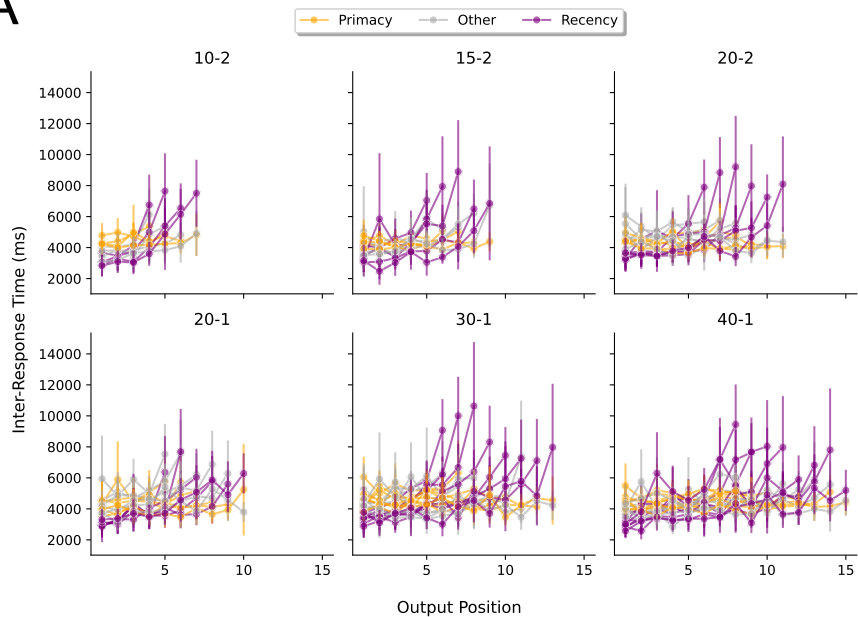 A
Primacy Other Recency
10-2 15-2 20-2
14000
12000
10000
8000
6000
4000
2000
20-1 30-1 40-1
14000
12000
10000
8000
6000
4000
2000
5 10 15 5 10 15 5 10 15
Inter-Response Time (ms)
Output Position